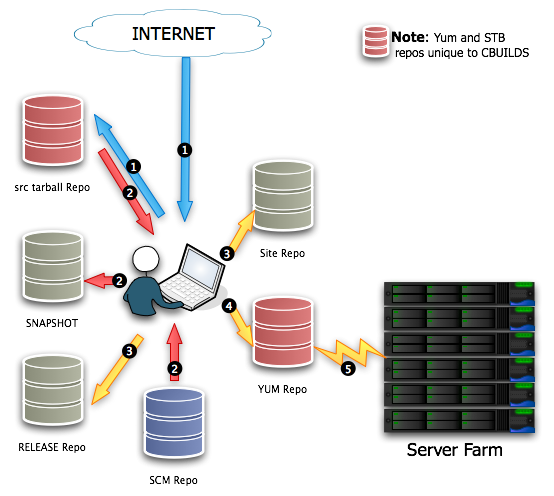 INTERNET
Note: Yum and STB
repos unique to CBUILDS
1
1
src tarball Repo
2
Site Repo
3
2
SNAPSHOT
4
3
YUM Repo
5
2
RELEASE Repo
Server Farm
SCM Repo